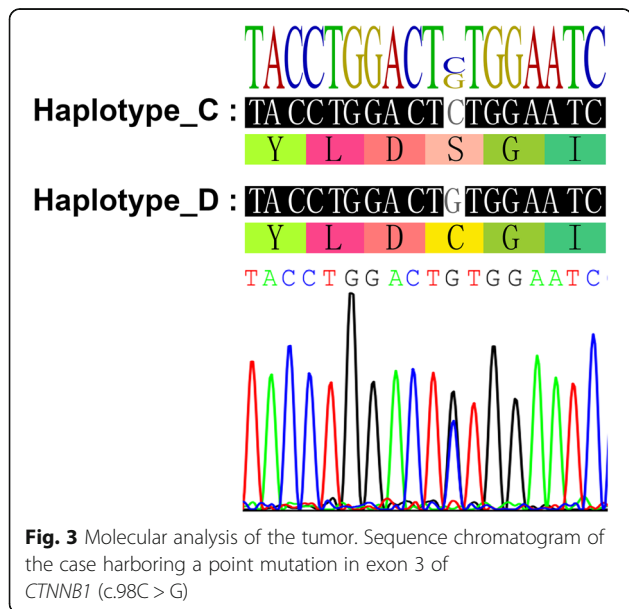 TACCTGGACTCGTGGAATC
Haplotype_C : TACCTGGACTCTGGAATC
Y L D S G I
Haplotype_D : TACCTGGACTGTGGAATC
Y L D C G I
TACCTGGACTGTGGAATC
Fig. 3 Molecular analysis of the tumor. Sequence chromatogram of
the case harboring a point mutation in exon 3 of
CTNNB1 (c.98C > G)